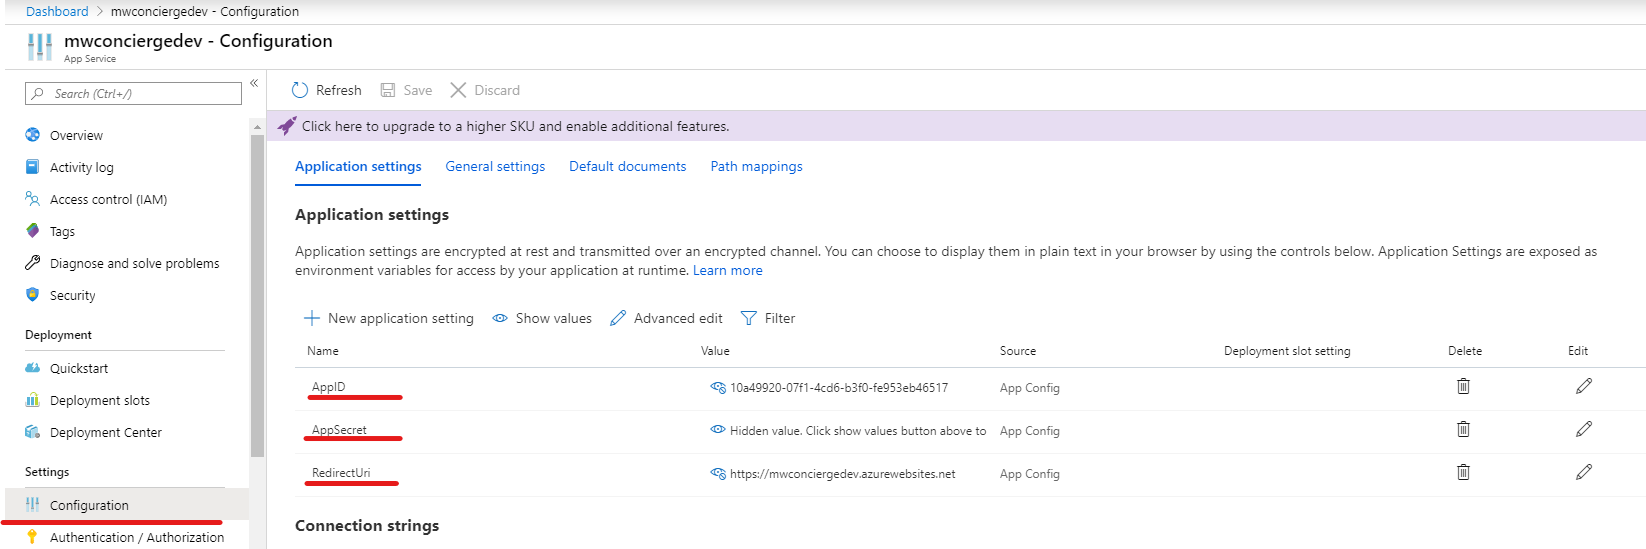 Dashboard > mwconciergedev - Configuration
mwconciergedev - Configuration
App Service
Search (Ctrl+/)
«
Overview
Activity log
Access control (IAM)
Tags
Diagnose and solve problems
Security
Deployment
Quickstart
Deployment slots
Deployment Center
Settings
Configuration
Authentication / Authorization
Refresh Save Discard
Click here to upgrade to a higher SKU and enable additional features.
Application settings General settings Default documents Path mappings
Application settings
Application settings are encrypted at rest and transmitted over an encrypted channel. You can choose to display them in plain text in your browser by using the controls below. Application Settings are exposed as
environment variables for access by your application at runtime. Learn more
New application setting Show values Advanced edit Filter
Name Value Source Deployment slot setting Delete Edit
AppID 10a49920-07f1-4cd6-b3f0-fe953eb46517 App Config
AppSecret Hidden value. Click show values button above to App Config
RedirectUri https://mwconciergedev.azurewebsites.net App Config
Connection strings